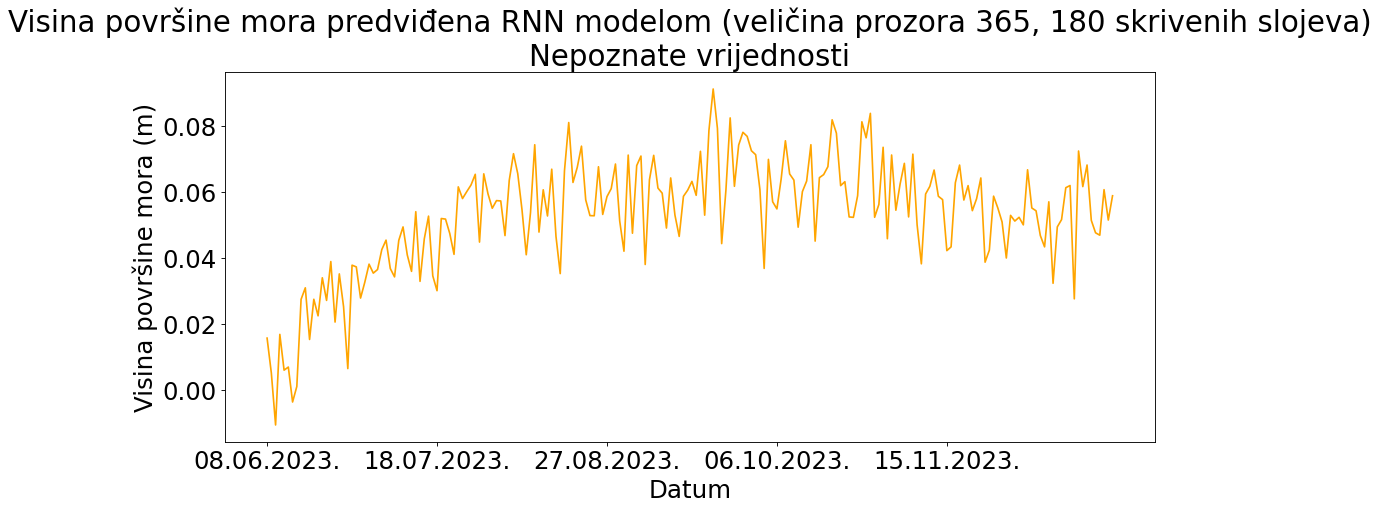 Visina površine mora predviđena RNN modelom (veličina prozora 365, 180 skrivenih slojeva)
Nepoznate vrijednosti
Visina površine mora (m)
0.08
0.06
0.04
0.02
0.00
08.06.2023. 18.07.2023. 27.08.2023. 06.10.2023. 15.11.2023.
Datum